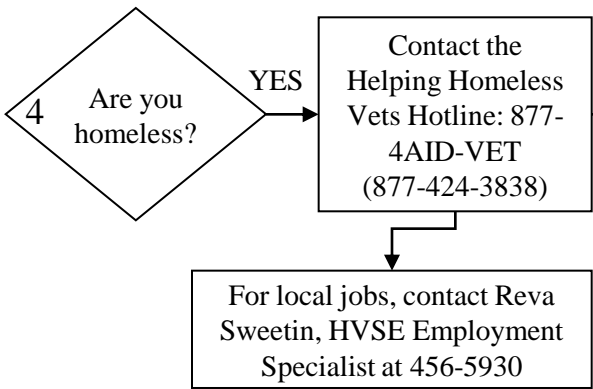 4
Are you
homeless?
YES
Contact the
Helping Homeless
Vets Hotline: 877-
4AID-VET
(877-424-3838)
For local jobs, contact Reva
Sweetin, HVSE Employment
Specialist at 456-5930